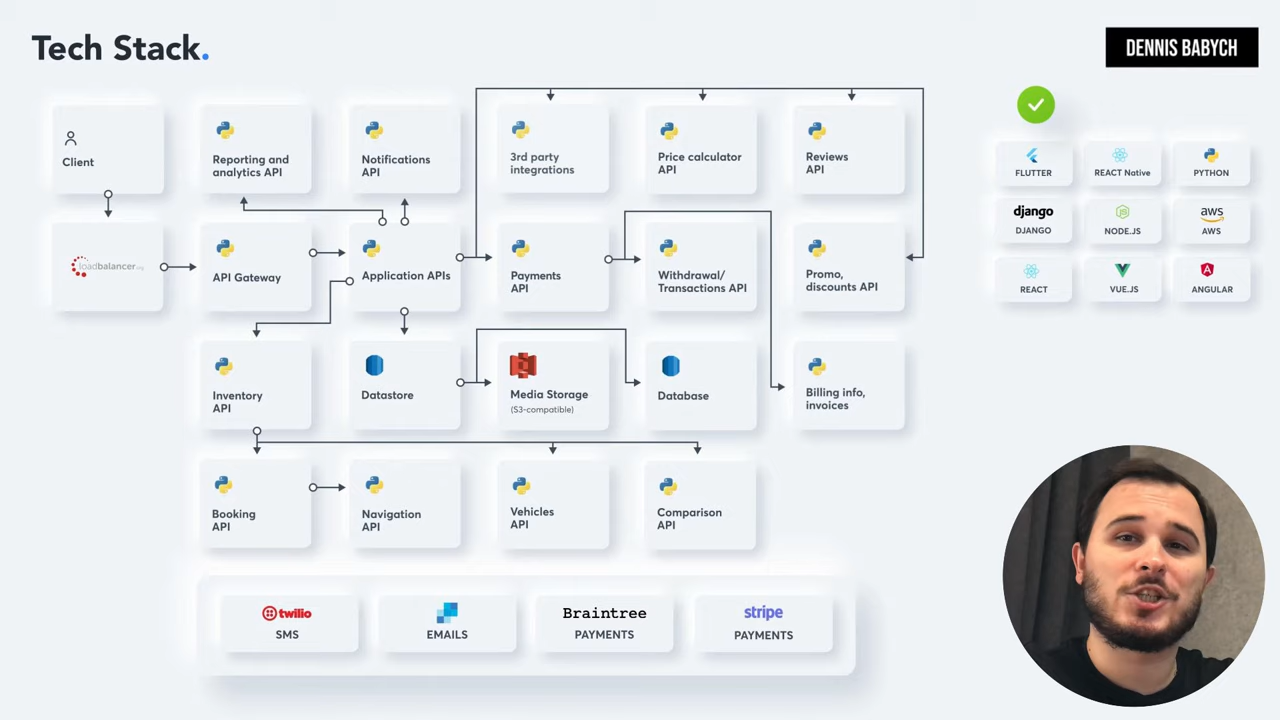 Tech Stack.
DENNIS BABYCH
Client
Reporting and
analytics API
Notifications
API
3rd party
integrations
Price calculator
API
Reviews
API
loadbalancer.org
API Gateway
Application APIs
Payments
API
Withdrawal/
Transactions API
Promo,
discounts API
Inventory
API
Datastore
Media Storage
(S3-compatible)
Database
Billing info,
invoices
Booking
API
Navigation
API
Vehicles
API
Comparison
API
twilio
SMS
EMAILS
Braintree
PAYMENTS
stripe
PAYMENTS
FLUTTER
REACT Native
PYTHON
django
DJANGO
JS
NODE.JS
aws
AWS
REACT
VUE.JS
ANGULAR